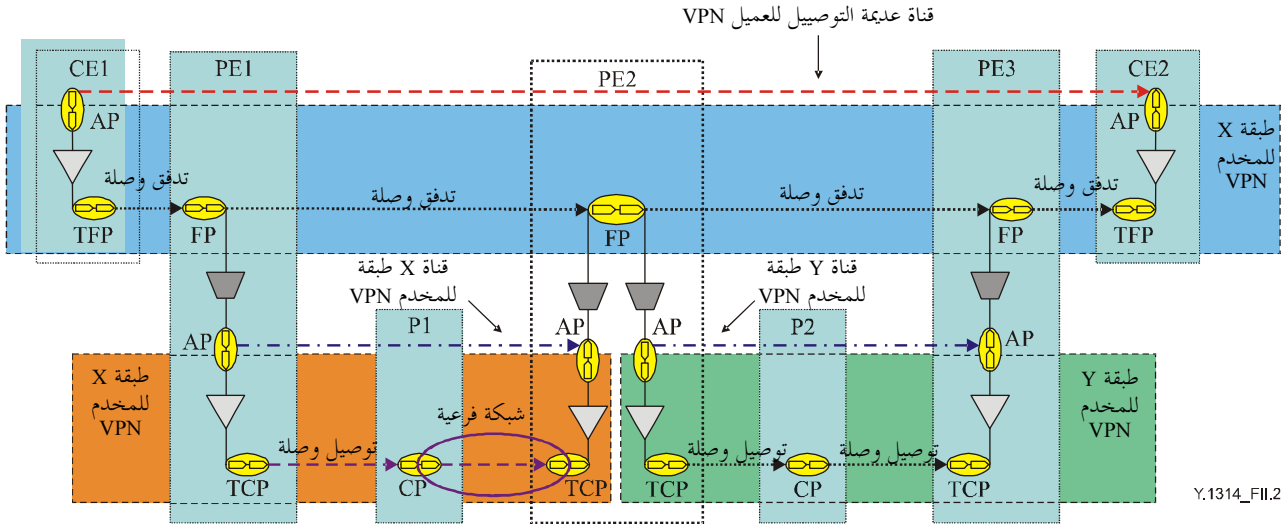 قناة عديمة التوصييل للعميل VPN
CE1
PE1
PE2
PE3
CE2
AP
AP
طبقة X
للمخدم
VPN
تدفق وصلة
تدفق وصلة
تدفق وصلة
تدفق وصلة
TFP
FP
FP
FP
TFP
قناة X طبقة
للمخدم VPN
قناة Y طبقة
للمخدم VPN
P1
P2
AP
AP
AP
AP
طبقة X
للمخدم
VPN
طبقة Y
للمخدم
VPN
شبكة فرعية
توصيل وصلة
توصيل وصلة
توصيل وصلة
TCP
CP
TCP
TCP
CP
TCP
Y.1314_FII.2